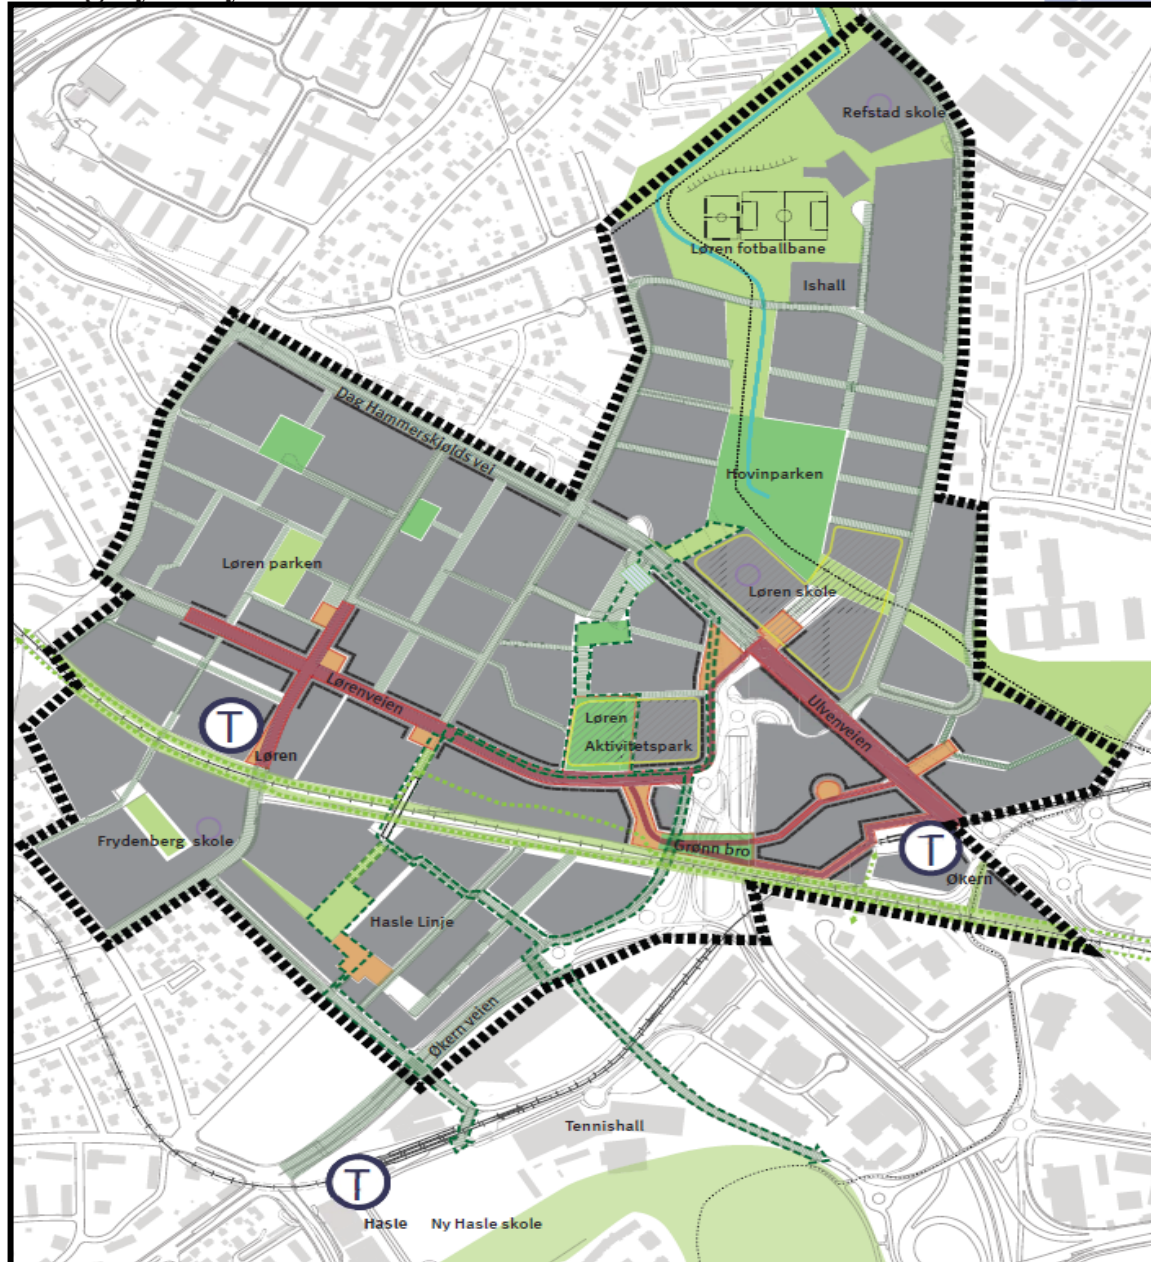 Refstad skole
Løren fotballbane
Ishall
Dag Hammerskjølds vei
Hovinparken
Løren parken
Løren skole
Lørenveien
Løren
Aktivitetspark
Ulvenveien
T
Løren
Frydenberg skole
Grønn bro
T
Økern
Hasle Linje
Økern veien
Tennishall
T
Hasle
Ny Hasle skole